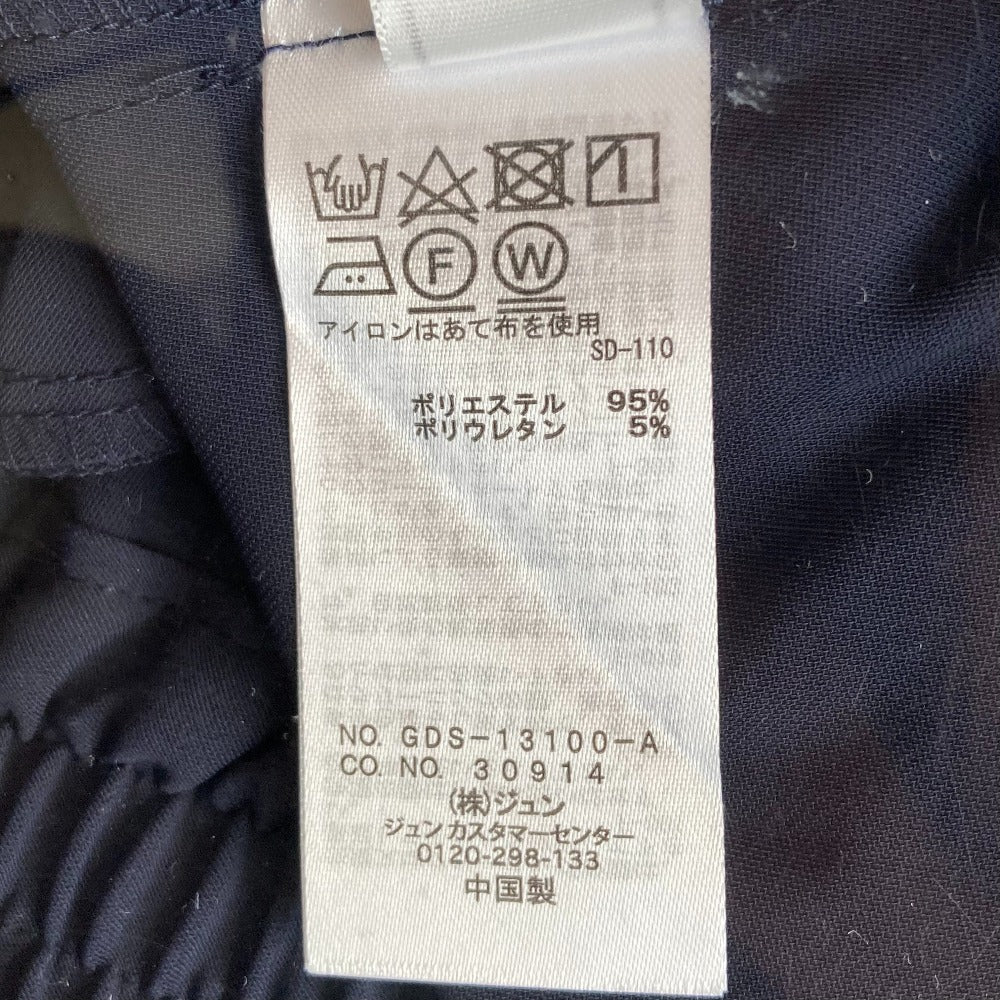 F W
アイロンはあて布を使用
SD-110
ポリエステル 95%
ポリウレタン 5%
NO. GDS-13100-A
CO. NO. 30914
(株)ジュン
ジュン カスタマーセンター
0120-298-133
中国製